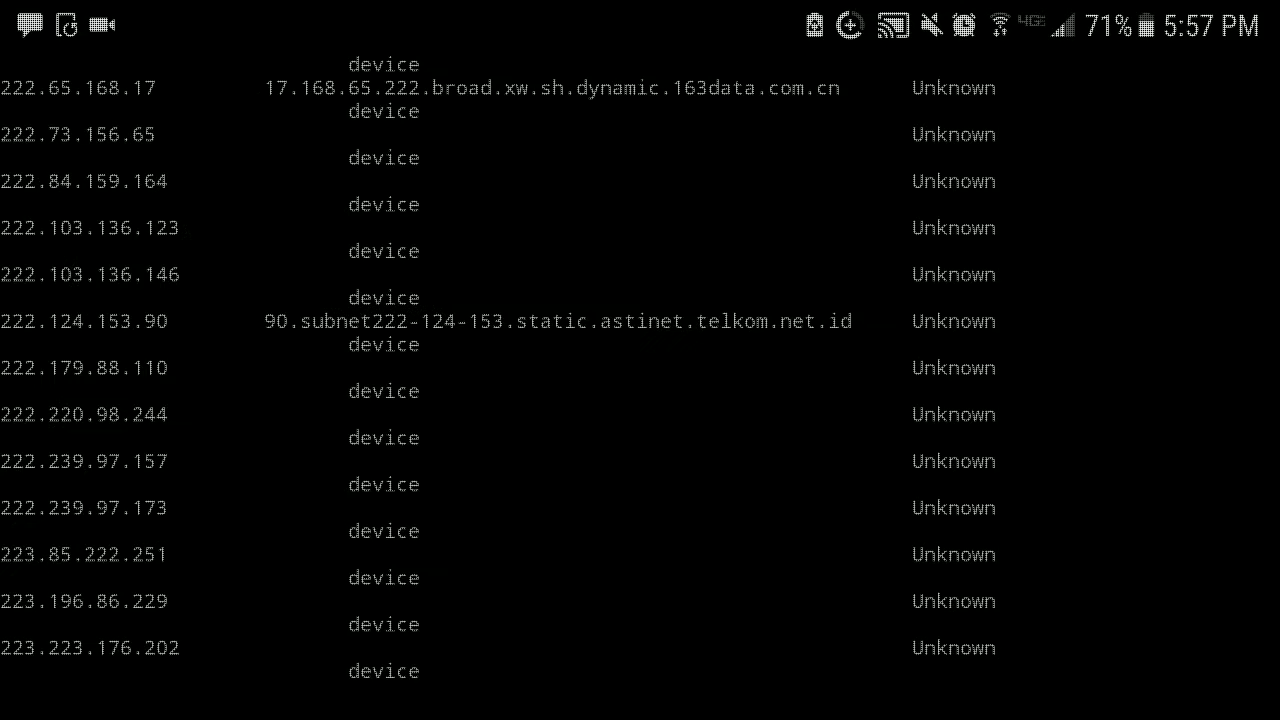 4G 71% 5:57 PM
device
222.65.168.17 17.168.65.222.broad.xw.sh.dynamic.163data.com.cn Unknown
device
222.73.156.65 Unknown
device
222.84.159.164 Unknown
device
222.103.136.123 Unknown
device
222.103.136.146 Unknown
device
222.124.153.90 90.subnet222-124-153.static.astinet.telkom.net.id Unknown
device
222.179.88.110 Unknown
device
222.220.98.244 Unknown
device
222.239.97.157 Unknown
device
222.239.97.173 Unknown
device
223.85.222.251 Unknown
device
223.196.86.229 Unknown
device
223.223.176.202 Unknown
device